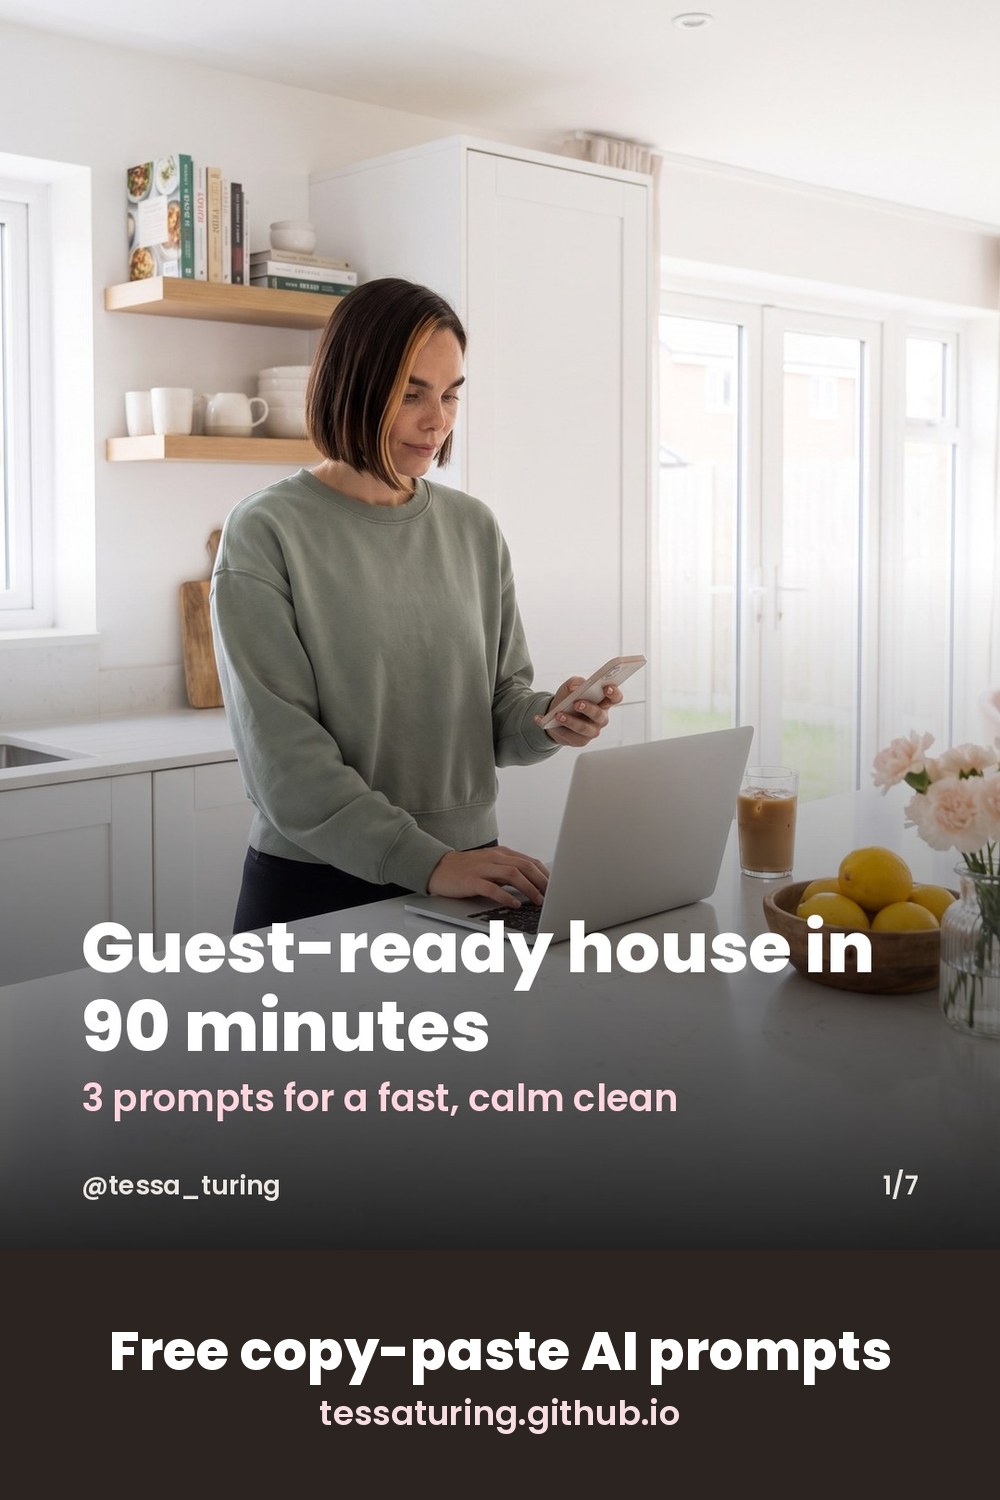 Guest-ready house in
90 minutes
3 prompts for a fast, calm clean
@tessa_turing
1/7
Free copy-paste AI prompts
tessaturing.github.io